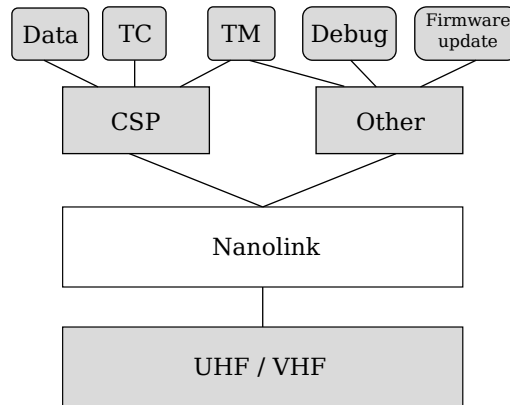 Data
TC
TM
Debug
Firmware
update
CSP
Other
Nanolink
UHF / VHF